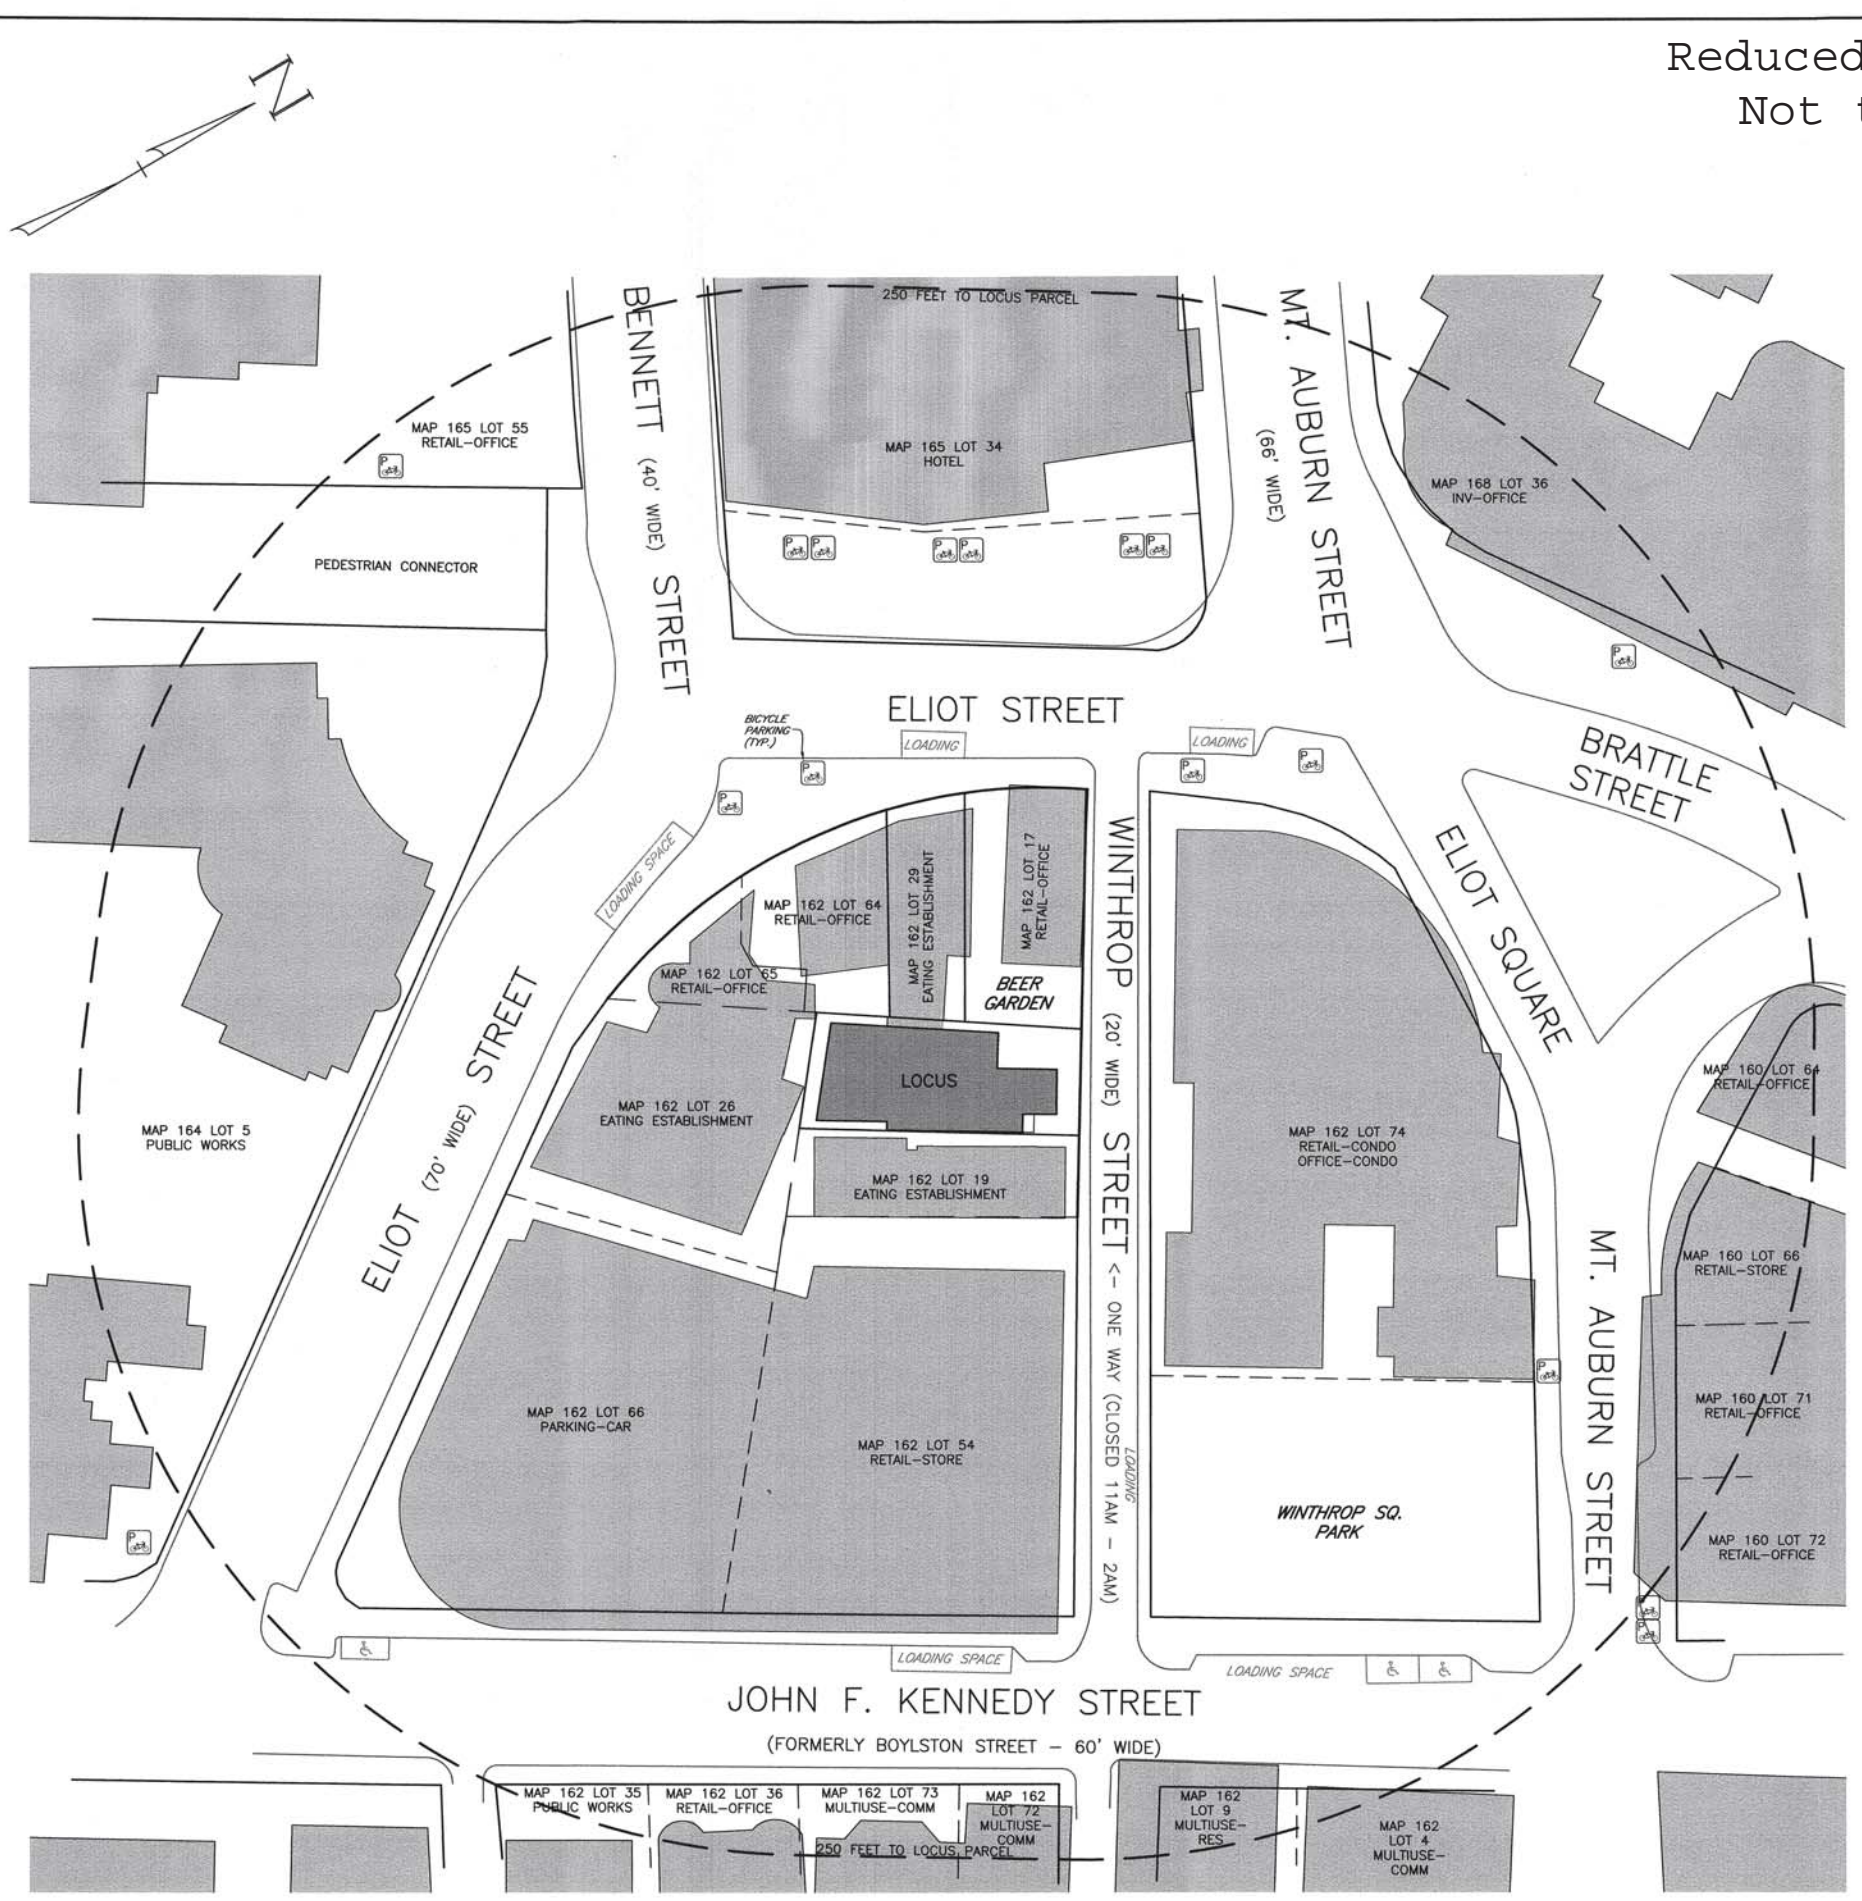 Reduced
Not t
N
250 FEET TO LOCUS PARCEL
BENNETT (40' WIDE) STREET
MT. AUBURN STREET
(66' WIDE)
MAP 165 LOT 55
RETAIL-OFFICE
P
MAP 165 LOT 34
HOTEL
MAP 168 LOT 36
INV-OFFICE
P P
P P
P P
PEDESTRIAN CONNECTOR
P
ELIOT STREET
BICYCLE
PARKING
(TYP.)
LOADING
LOADING
P
P
P
P
BRATTLE
STREET
LOADING SPACE
ELIOT SQUARE
MAP 162 LOT 64
RETAIL-OFFICE
MAP 162 LOT 29
EATING ESTABLISHMENT
MAP 162 LOT 17
RETAIL-OFFICE
WINTHROP (20' WIDE) STREET <- ONE WAY (CLOSED 11AM - 2AM)
MAP 162 LOT 65
RETAIL-OFFICE
BEER
GARDEN
ELIOT (70' WIDE) STREET
LOCUS
MAP 160 LOT 64
RETAIL-OFFICE
MAP 162 LOT 26
EATING ESTABLISHMENT
MAP 164 LOT 5
PUBLIC WORKS
MAP 162 LOT 74
RETAIL-CONDO
OFFICE-CONDO
MAP 162 LOT 19
EATING ESTABLISHMENT
MT. AUBURN STREET
MAP 160 LOT 66
RETAIL-STORE
P
MAP 160 LOT 71
RETAIL-OFFICE
MAP 162 LOT 66
PARKING-CAR
MAP 162 LOT 54
RETAIL-STORE
LOADING
WINTHROP SQ.
PARK
P
MAP 160 LOT 72
RETAIL-OFFICE
P
P
LOADING SPACE
LOADING SPACE
JOHN F. KENNEDY STREET
(FORMERLY BOYLSTON STREET - 60' WIDE)
MAP 162 LOT 35
PUBLIC WORKS
MAP 162 LOT 36
RETAIL-OFFICE
MAP 162 LOT 73
MULTIUSE-COMM
MAP 162
LOT 72
MULTIUSE-
COMM
MAP 162
LOT 9
MULTIUSE-
RES
MAP 162
LOT 4
MULTIUSE-
COMM
250 FEET TO LOCUS PARCEL